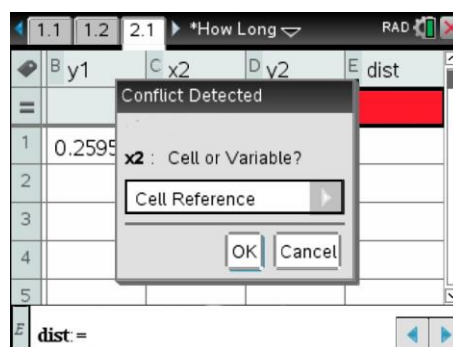 1.1 1.2 2.1 *How Long RAD
B y1 C x2 D y2 E dist
=
Conflict Detected
1 0.2595
x2 : Cell or Variable?
2
Cell Reference
3
4
OK Cancel
5
E dist:=